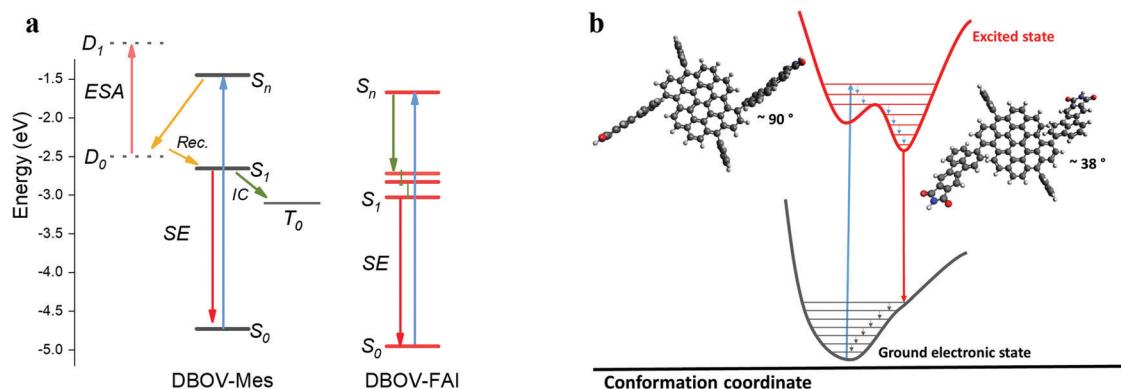 a
Energy (eV)
-1.5
-2.0
-2.5
-3.0
-3.5
-4.0
-4.5
-5.0
D1
ESA
D0
Rec.
Sn
S1
IC
T0
SE
S0
DBOV-Mes
Sn
S1
SE
S0
DBOV-FAI
b
Excited state
~ 90 °
~ 38 °
Ground electronic state
Conformation coordinate